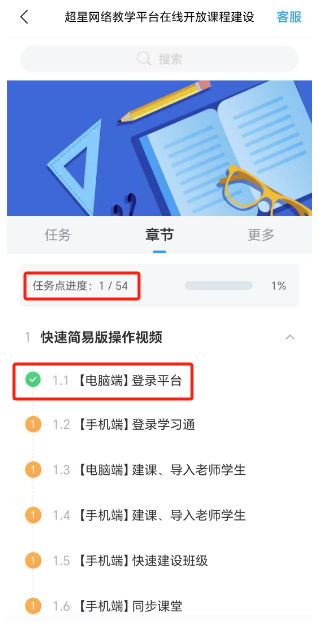 超星网络教学平台在线开放课程建设 客服
搜索
任务 章节 更多
任务点进度：1 / 54 1%
1 快速简易版操作视频
1.1 【电脑端】登录平台
1 1.2 【手机端】登录学习通
1 1.3 【电脑端】建课、导入老师学生
1 1.4 【手机端】建课、导入老师学生
1 1.5 【手机端】快速建设班级
1 1.6 【手机端】同步课堂